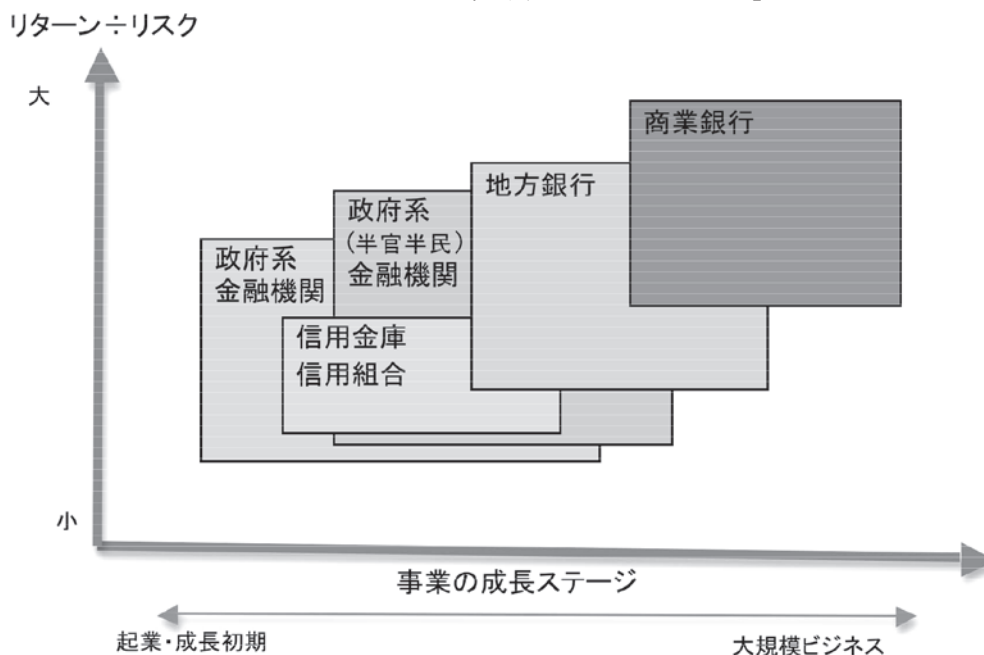 リターン÷リスク
大
商業銀行
地方銀行
政府系
(半官半民)
金融機関
政府系
金融機関
信用金庫
信用組合
小
事業の成長ステージ
起業・成長初期
大規模ビジネス